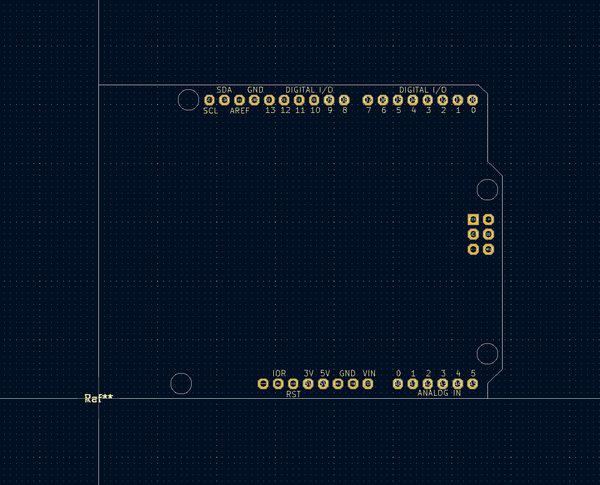 SDA GND DIGITAL I/O DIGITAL I/O
SCL AREF 13 12 11 10 9 8 7 6 5 4 3 2 1 0
IOR 3V 5V GND VIN 0 1 2 3 4 5
RST ANALOG IN